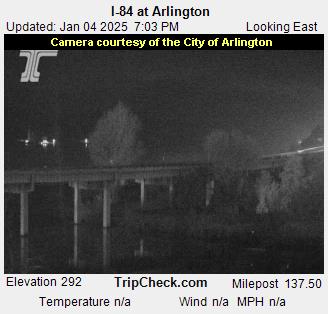 I-84 at Arlington
Updated: Jan 04 2025 7:03 PM Looking East
Camera courtesy of the City of Arlington
Elevation 292 TripCheck.com Milepost 137.50
Temperature n/a Wind n/a MPH n/a